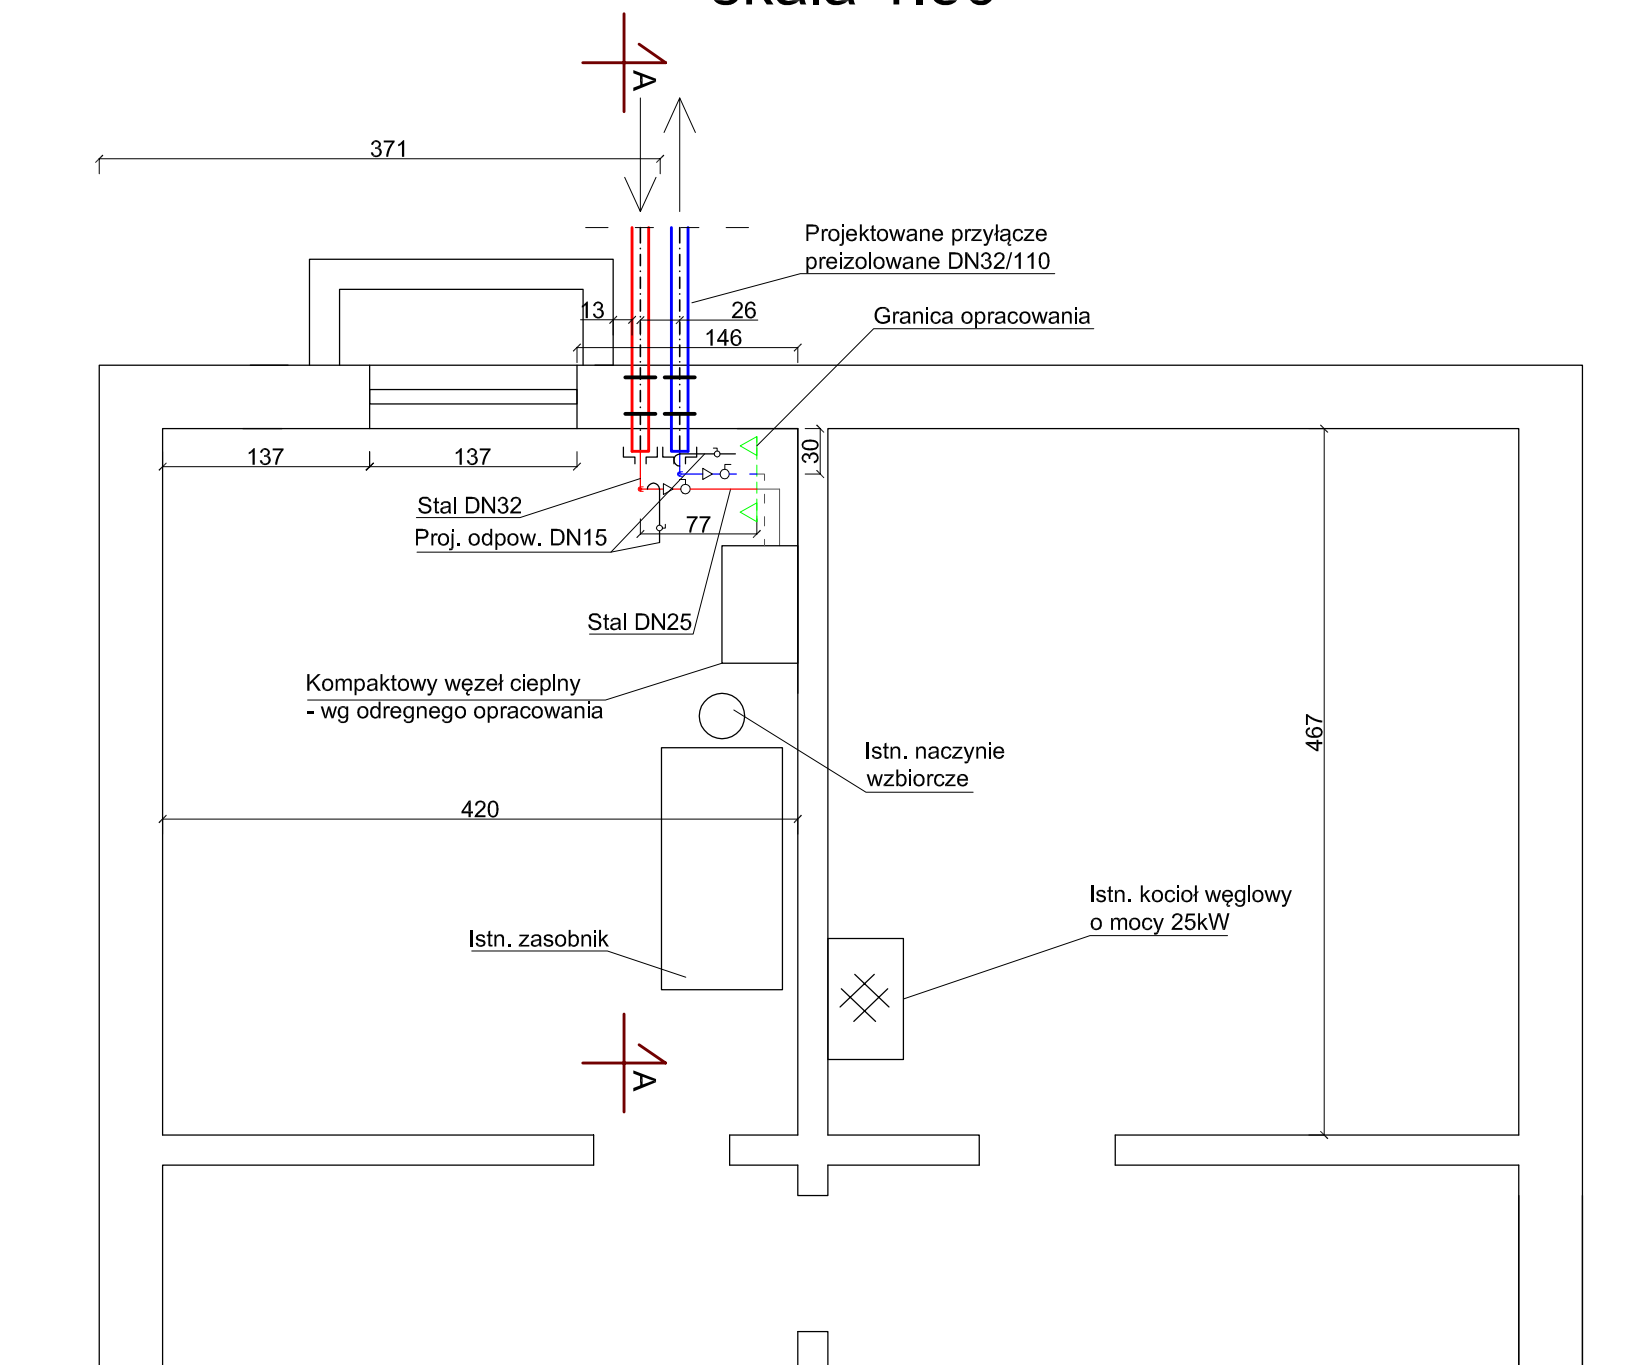 A
371
Projektowane przyłącze
preizolowane DN32/110
13
26
Granica opracowania
146
137
137
30
Stal DN32
77
Proj. odpow. DN15
Stal DN25
Kompaktowy węzeł cieplny
- wg odregnego opracowania
467
Istn. naczynie
wzbiorcze
420
Istn. kocioł węglowy
o mocy 25kW
Istn. zasobnik
A